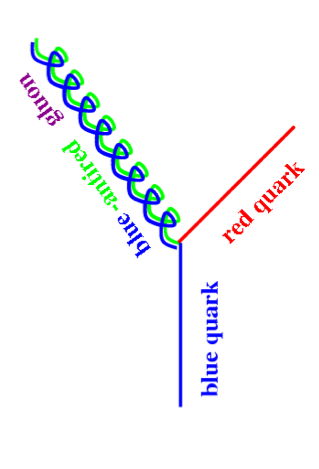 gluon
blue-antired
red quark
blue quark